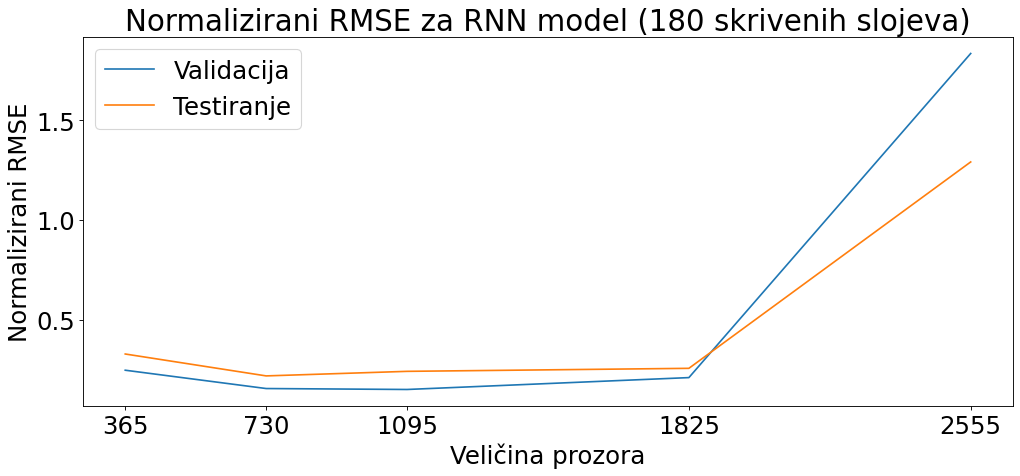 Normalizirani RMSE za RNN model (180 skrivenih slojeva)
Validacija
Testiranje
Normalizirani RMSE
1.5
1.0
0.5
365 730 1095 1825 2555
Veličina prozora